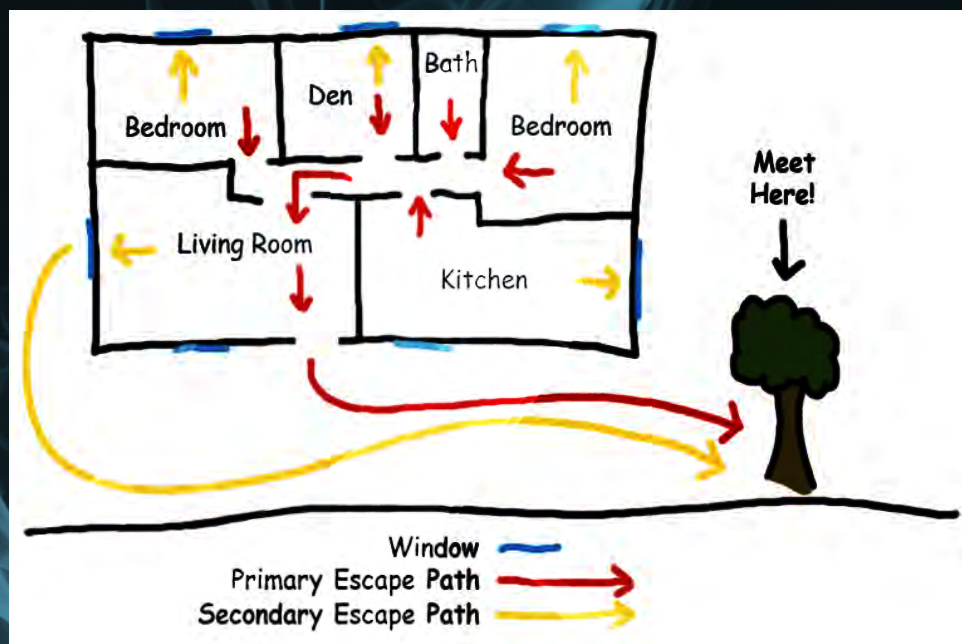 Bath
Den
Bedroom
Bedroom
Meet
Here!
Living Room
Kitchen
Window
Primary Escape Path
Secondary Escape Path